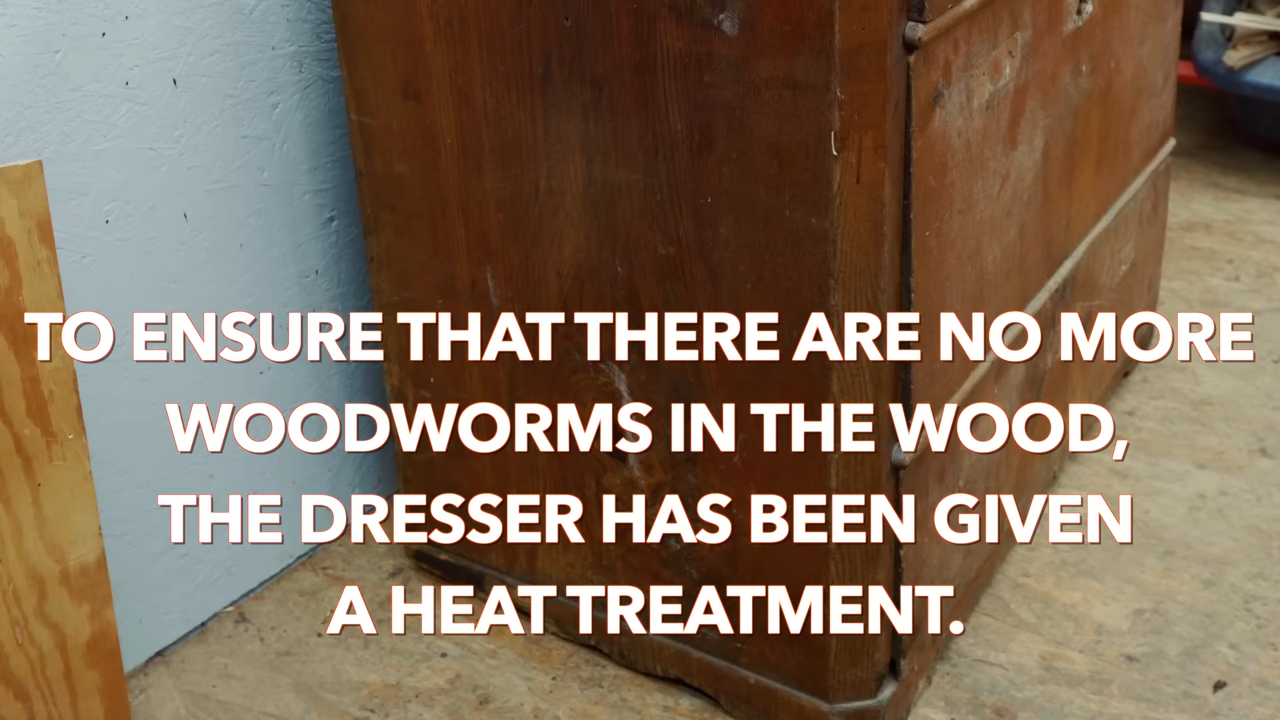 TO ENSURE THAT THERE ARE NO MORE
WOODWORMS IN THE WOOD,
THE DRESSER HAS BEEN GIVEN
A HEAT TREATMENT.